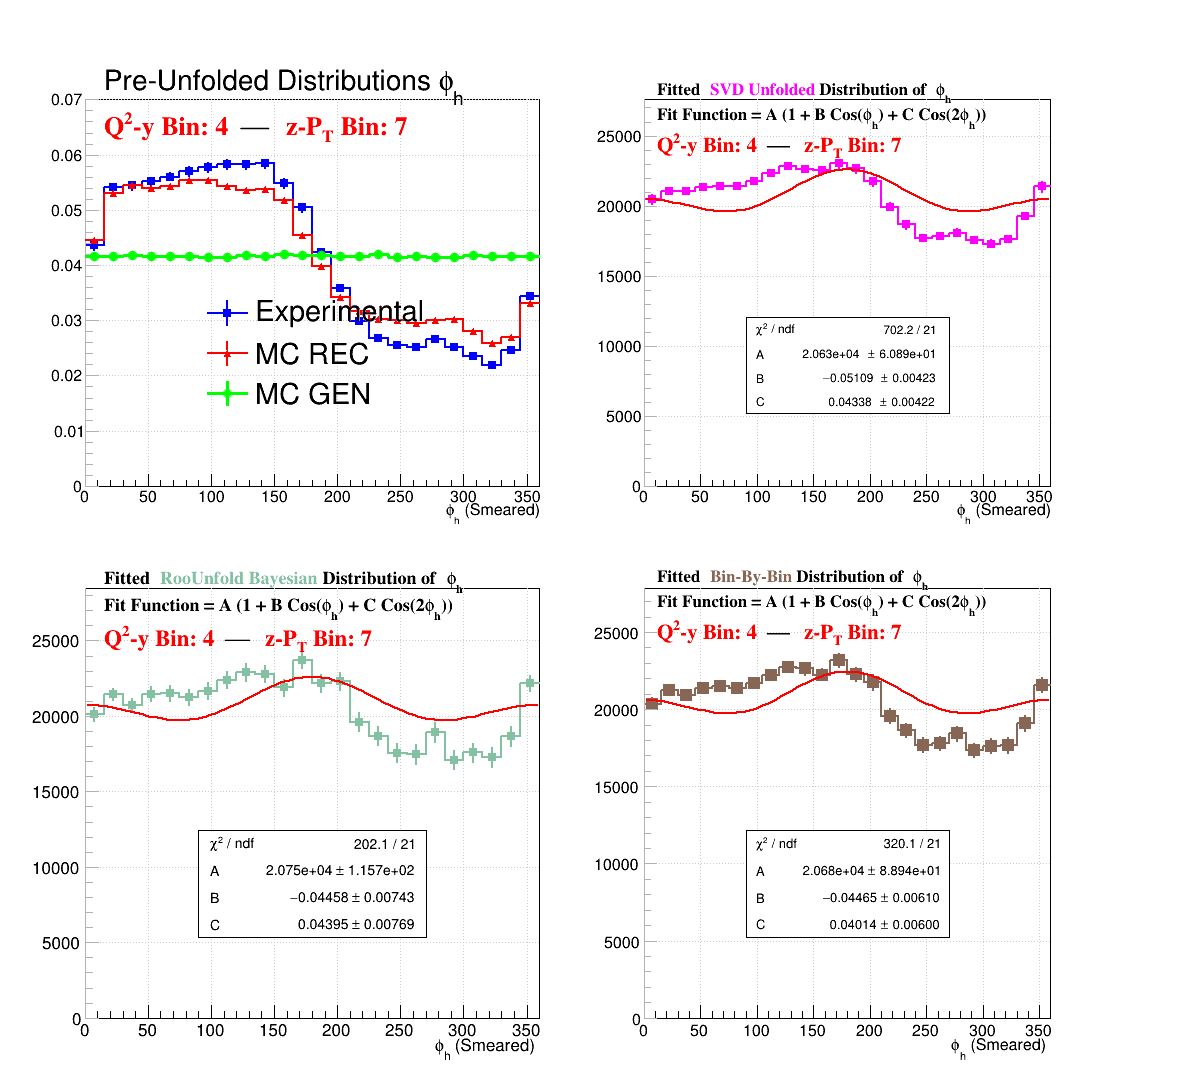 Pre-Unfolded Distributions ϕh
Q²-y Bin: 4 — z-PT Bin: 7
0.07
0.06
0.05
0.04
0.03
0.02
0.01
0
Experimental
MC REC
MC GEN
0 50 100 150 200 250 300 350
ϕh (Smeared)
Fitted SVD Unfolded Distribution of ϕh
Fit Function = A (1 + B Cos(ϕh) + C Cos(2ϕh))
Q²-y Bin: 4 — z-PT Bin: 7
25000
20000
15000
10000
5000
0
χ² / ndf 702.2 / 21
A 2.063e+04 ± 6.089e+01
B −0.05109 ± 0.00423
C 0.04338 ± 0.00422
0 50 100 150 200 250 300 350
ϕh (Smeared)
Fitted RooUnfold Bayesian Distribution of ϕh
Fit Function = A (1 + B Cos(ϕh) + C Cos(2ϕh))
Q²-y Bin: 4 — z-PT Bin: 7
25000
20000
15000
10000
5000
0
χ² / ndf 202.1 / 21
A 2.075e+04 ± 1.157e+02
B −0.04458 ± 0.00743
C 0.04395 ± 0.00769
0 50 100 150 200 250 300 350
ϕh (Smeared)
Fitted Bin-By-Bin Distribution of ϕh
Fit Function = A (1 + B Cos(ϕh) + C Cos(2ϕh))
Q²-y Bin: 4 — z-PT Bin: 7
25000
20000
15000
10000
5000
0
χ² / ndf 320.1 / 21
A 2.068e+04 ± 8.894e+01
B −0.04465 ± 0.00610
C 0.04014 ± 0.00600
0 50 100 150 200 250 300 350
ϕh (Smeared)